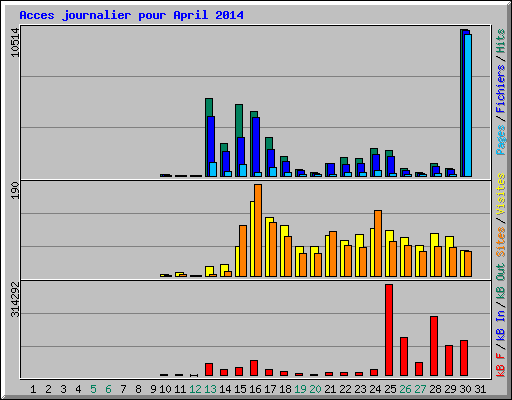 Acces journalier pour April 2014
10514
Pages / Fichiers / Hits
190
Sites / Visites
314292
kB F / kB In / kB Out
1 2 3 4 5 6 7 8 9 10 11 12 13 14 15 16 17 18 19 20 21 22 23 24 25 26 27 28 29 30 31